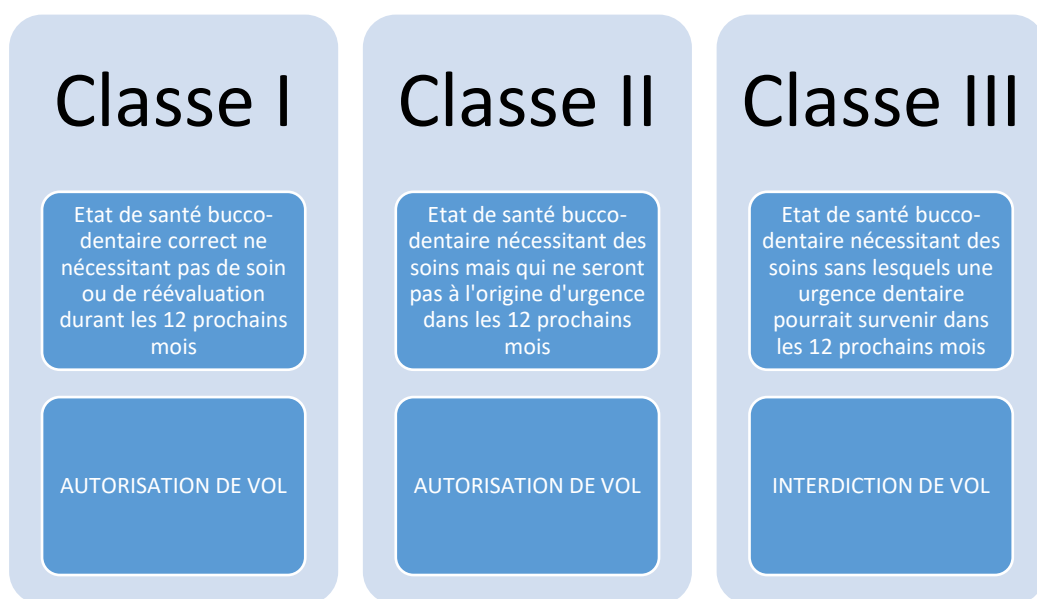 Classe I
Etat de santé bucco-
dentaire correct ne
nécessitant pas de soin
ou de réévaluation
durant les 12 prochains
mois
AUTORISATION DE VOL
Classe II
Etat de santé bucco-
dentaire nécessitant des
soins mais qui ne seront
pas à l'origine d'urgence
dans les 12 prochains
mois
AUTORISATION DE VOL
Classe III
Etat de santé bucco-
dentaire nécessitant des
soins sans lesquels une
urgence dentaire
pourrait survenir dans
les 12 prochains mois
INTERDICTION DE VOL